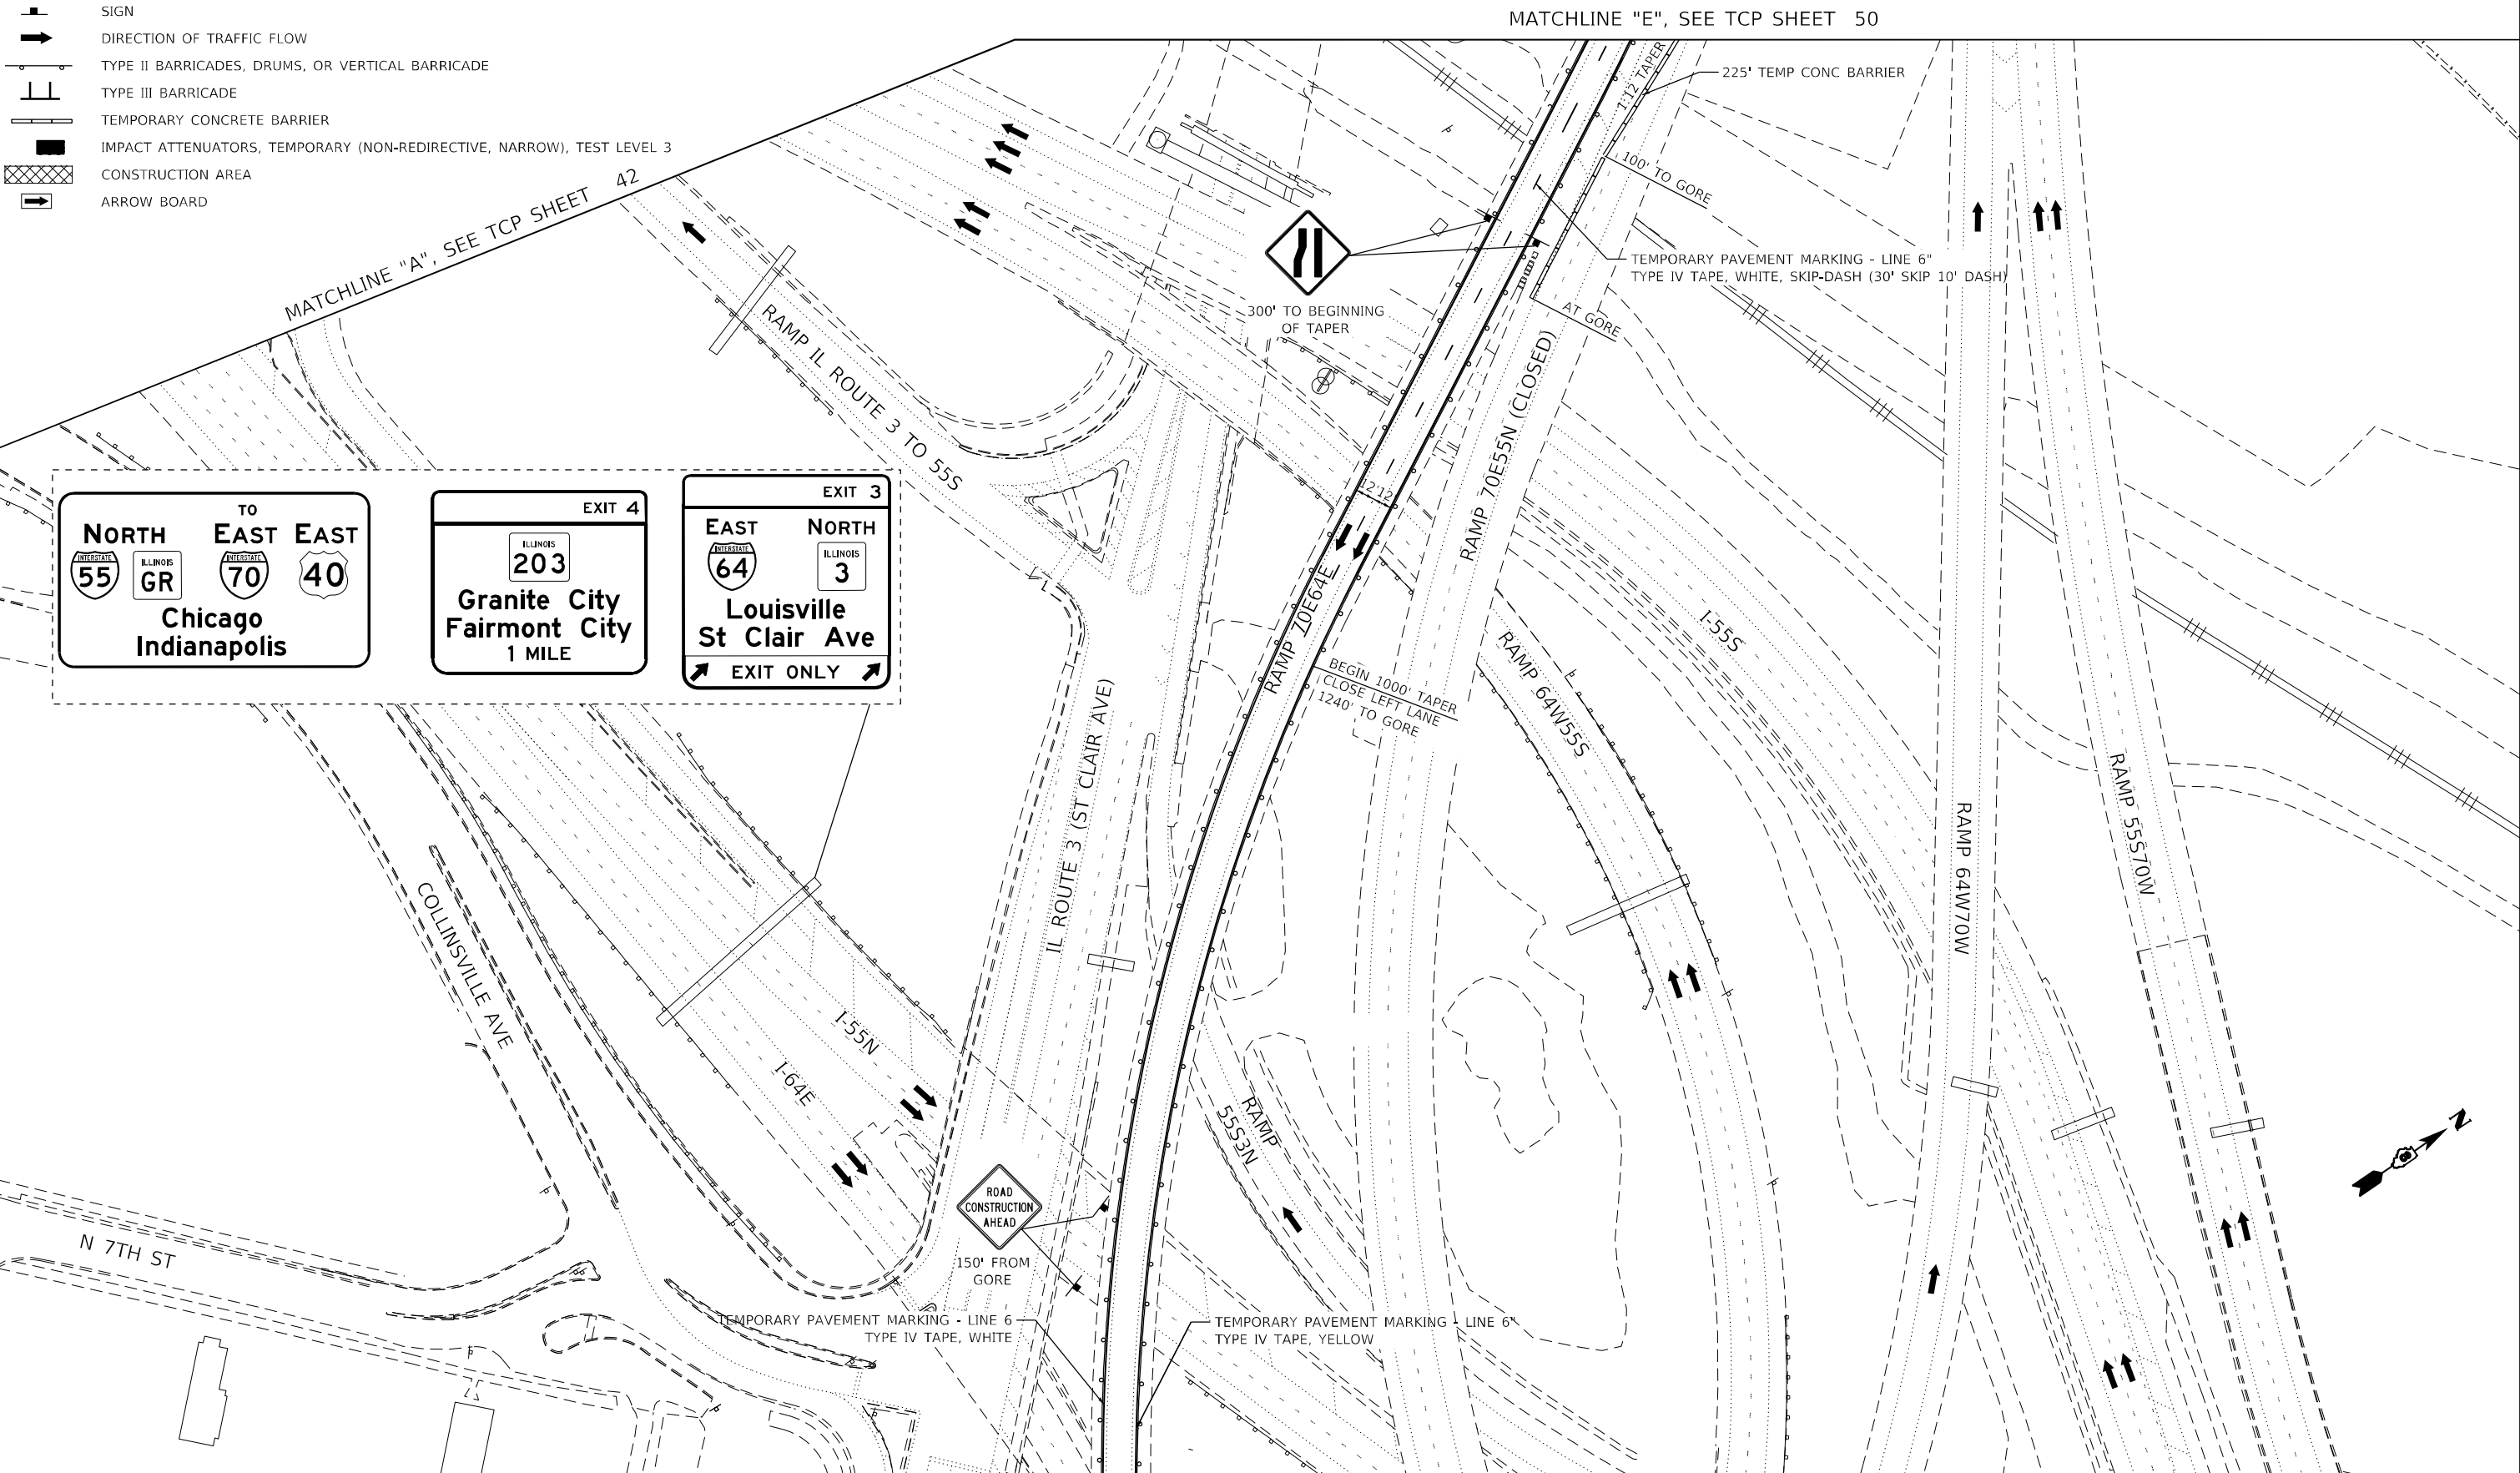 SIGN
DIRECTION OF TRAFFIC FLOW
TYPE II BARRICADES, DRUMS, OR VERTICAL BARRICADE
TYPE III BARRICADE
TEMPORARY CONCRETE BARRIER
IMPACT ATTENUATORS, TEMPORARY (NON-REDIRECTIVE, NARROW), TEST LEVEL 3
CONSTRUCTION AREA
ARROW BOARD
MATCHLINE "E", SEE TCP SHEET 50
MATCHLINE "A", SEE TCP SHEET 42
1:12 TAPER
225' TEMP CONC BARRIER
100' TO GORE
TEMPORARY PAVEMENT MARKING - LINE 6"
TYPE IV TAPE, WHITE, SKIP-DASH (30' SKIP 10' DASH)
AT GORE
300' TO BEGINNING
OF TAPER
RAMP IL ROUTE 3 TO 55S
RAMP 70E55N (CLOSED)
12'12'
NORTH
TO
EAST EAST
INTERSTATE
55
ILLINOIS
GR
INTERSTATE
70
40
Chicago
Indianapolis
EXIT 4
ILLINOIS
203
Granite City
Fairmont City
1 MILE
EXIT 3
EAST NORTH
INTERSTATE
64
ILLINOIS
3
Louisville
St Clair Ave
EXIT ONLY
RAMP 70E64E
BEGIN 1000' TAPER
CLOSE LEFT LANE
1240' TO GORE
RAMP 64W55S
I-55S
IL ROUTE 3 (ST CLAIR AVE)
RAMP 64W70W
RAMP 55S70W
COLLINSVILLE AVE
I-55N
I-64E
RAMP
55S3N
N
N 7TH ST
ROAD
CONSTRUCTION
AHEAD
150' FROM
GORE
TEMPORARY PAVEMENT MARKING - LINE 6
TYPE IV TAPE, WHITE
TEMPORARY PAVEMENT MARKING - LINE 6"
TYPE IV TAPE, YELLOW